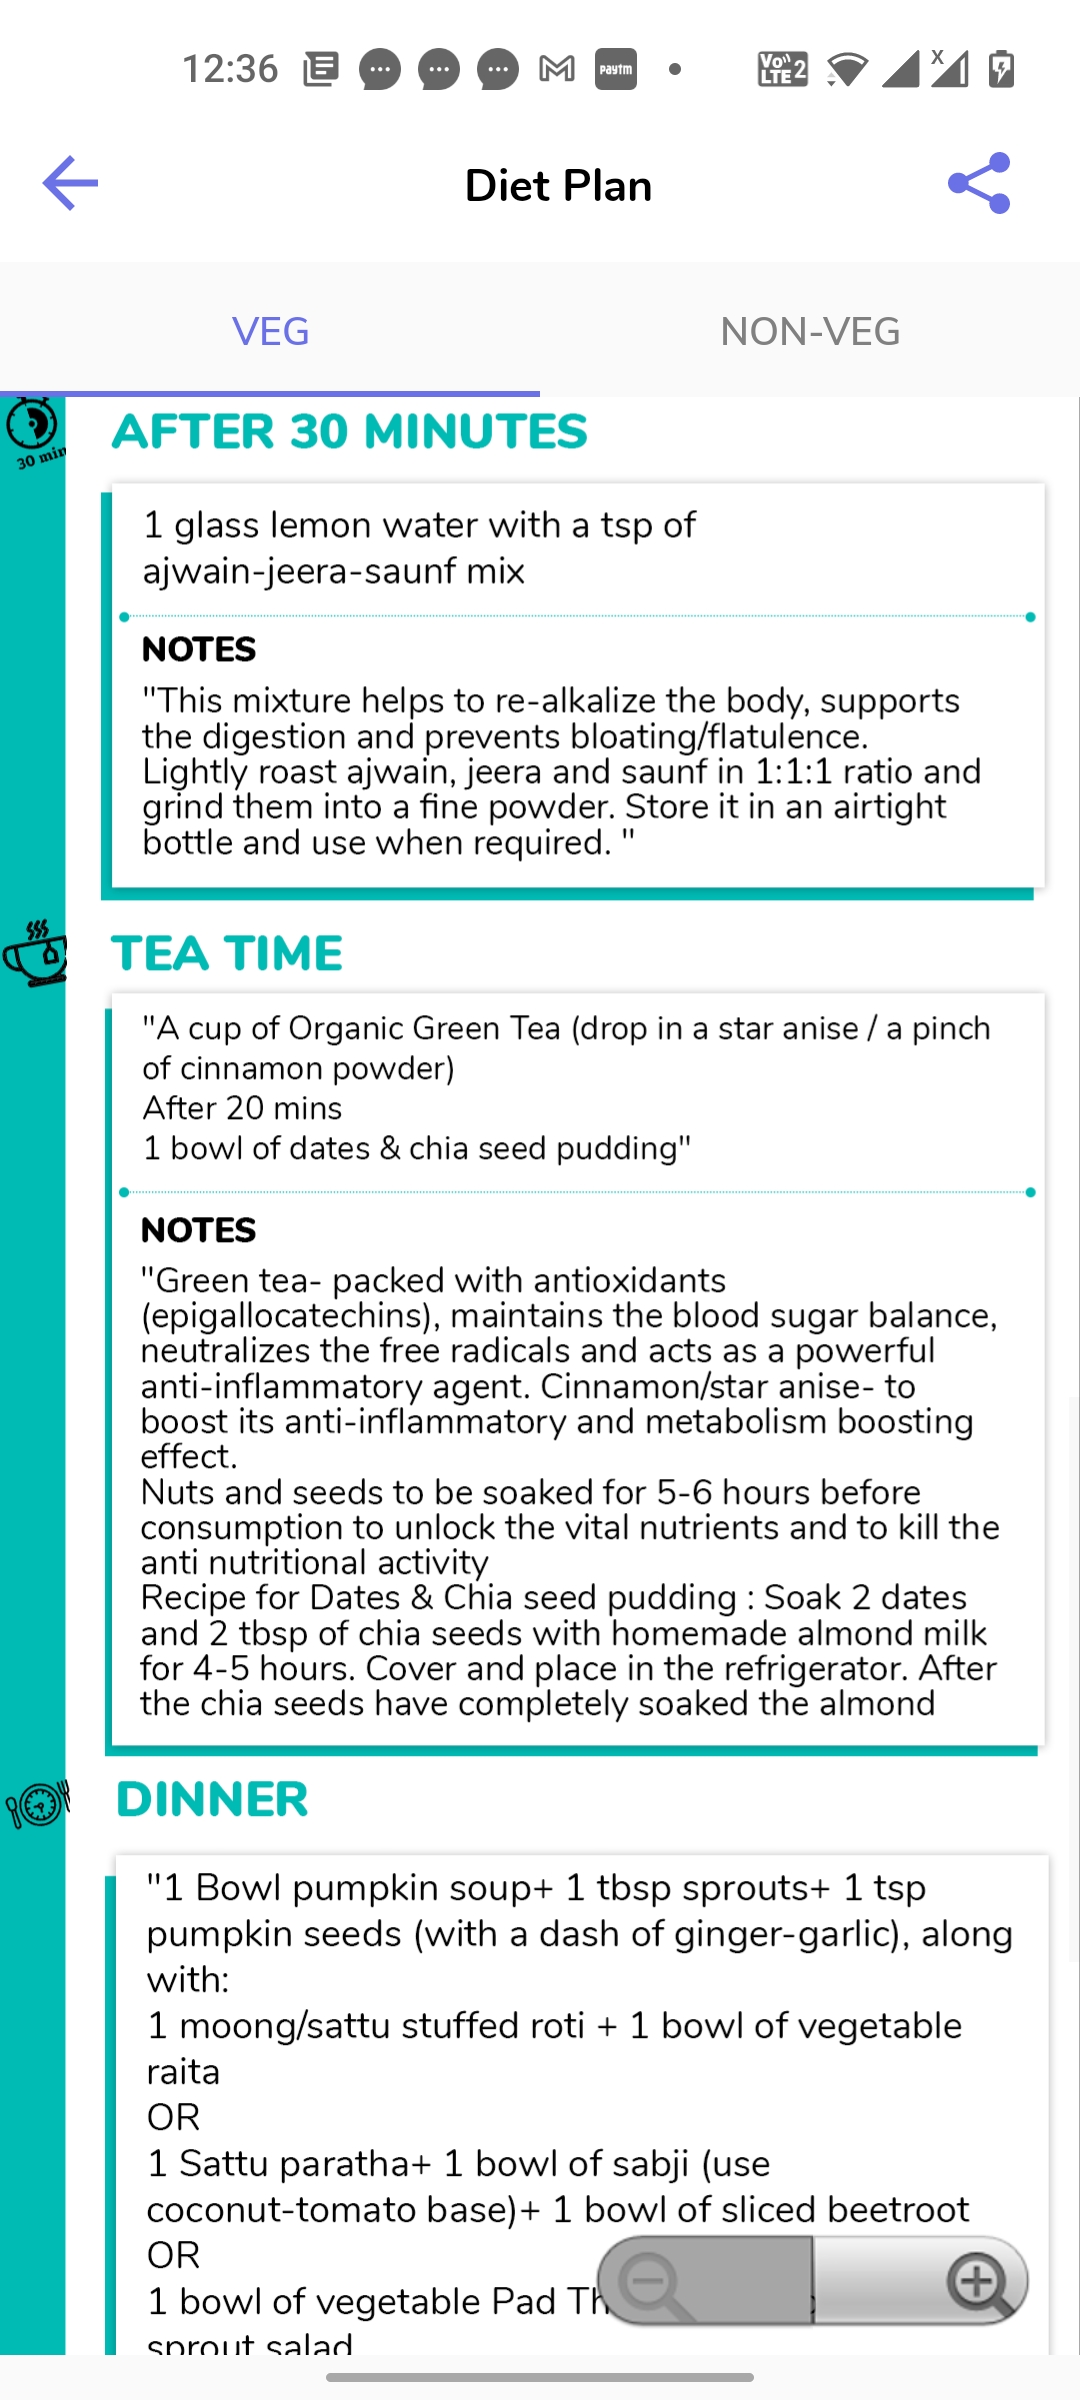 12:36
paytm
Vo))
LTE 2
x
Diet Plan
VEG
NON-VEG
30 min
AFTER 30 MINUTES
1 glass lemon water with a tsp of
ajwain-jeera-saunf mix
NOTES
"This mixture helps to re-alkalize the body, supports
the digestion and prevents bloating/flatulence.
Lightly roast ajwain, jeera and saunf in 1:1:1 ratio and
grind them into a fine powder. Store it in an airtight
bottle and use when required. "
TEA TIME
"A cup of Organic Green Tea (drop in a star anise / a pinch
of cinnamon powder)
After 20 mins
1 bowl of dates & chia seed pudding"
NOTES
"Green tea- packed with antioxidants
(epigallocatechins), maintains the blood sugar balance,
neutralizes the free radicals and acts as a powerful
anti-inflammatory agent. Cinnamon/star anise- to
boost its anti-inflammatory and metabolism boosting
effect.
Nuts and seeds to be soaked for 5-6 hours before
consumption to unlock the vital nutrients and to kill the
anti nutritional activity
Recipe for Dates & Chia seed pudding : Soak 2 dates
and 2 tbsp of chia seeds with homemade almond milk
for 4-5 hours. Cover and place in the refrigerator. After
the chia seeds have completely soaked the almond
DINNER
"1 Bowl pumpkin soup+ 1 tbsp sprouts+ 1 tsp
pumpkin seeds (with a dash of ginger-garlic), along
with:
1 moong/sattu stuffed roti + 1 bowl of vegetable
raita
OR
1 Sattu paratha+ 1 bowl of sabji (use
coconut-tomato base)+ 1 bowl of sliced beetroot
OR
1 bowl of vegetable Pad Th
sprout salad